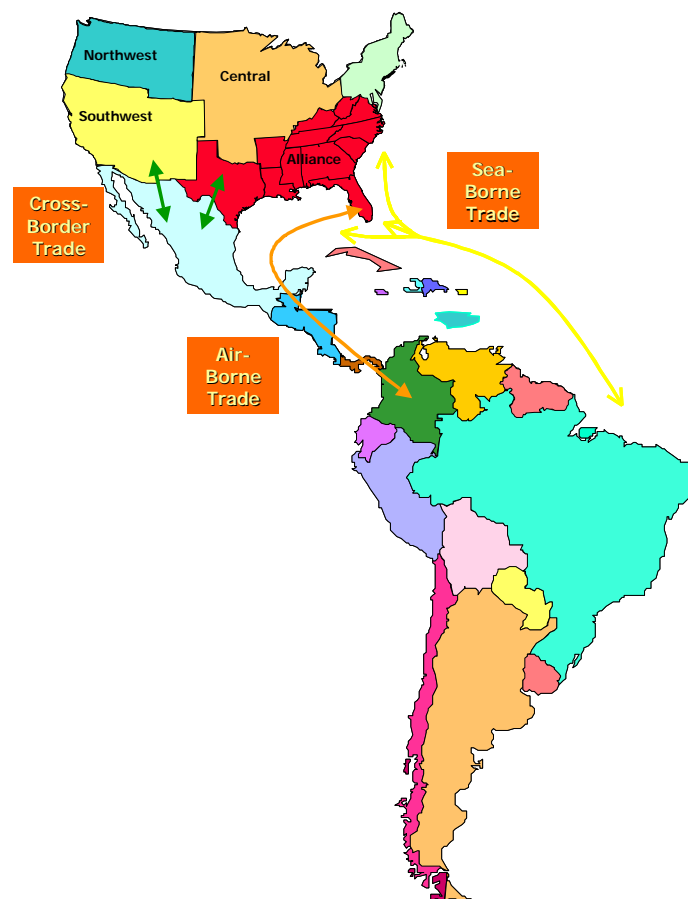 Northwest
Central
Southwest
Alliance
Sea-
Borne
Trade
Cross-
Border
Trade
Air-
Borne
Trade